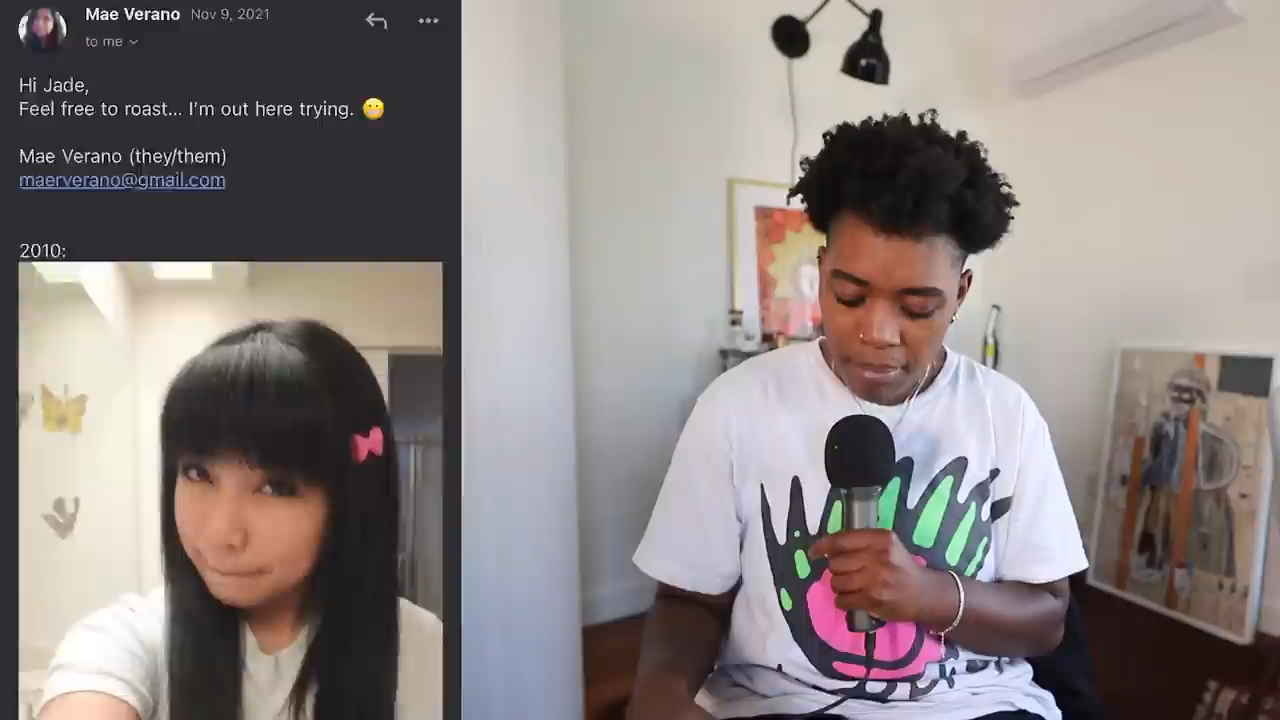 Mae Verano Nov 9, 2021
to me
Hi Jade,
Feel free to roast... I'm out here trying. 😬
Mae Verano (they/them)
maerverano@gmail.com
2010: